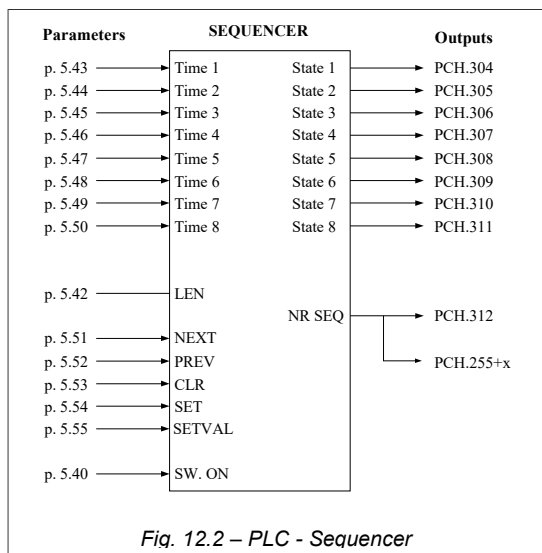 Parameters SEQUENCER Outputs
p. 5.43 Time 1 State 1 PCH.304
p. 5.44 Time 2 State 2 PCH.305
p. 5.45 Time 3 State 3 PCH.306
p. 5.46 Time 4 State 4 PCH.307
p. 5.47 Time 5 State 5 PCH.308
p. 5.48 Time 6 State 6 PCH.309
p. 5.49 Time 7 State 7 PCH.310
p. 5.50 Time 8 State 8 PCH.311
p. 5.42 LEN
NR SEQ PCH.312
p. 5.51 NEXT
p. 5.52 PREV PCH.255+x
p. 5.53 CLR
p. 5.54 SET
p. 5.55 SETVAL
p. 5.40 SW. ON
Fig. 12.2 – PLC - Sequencer